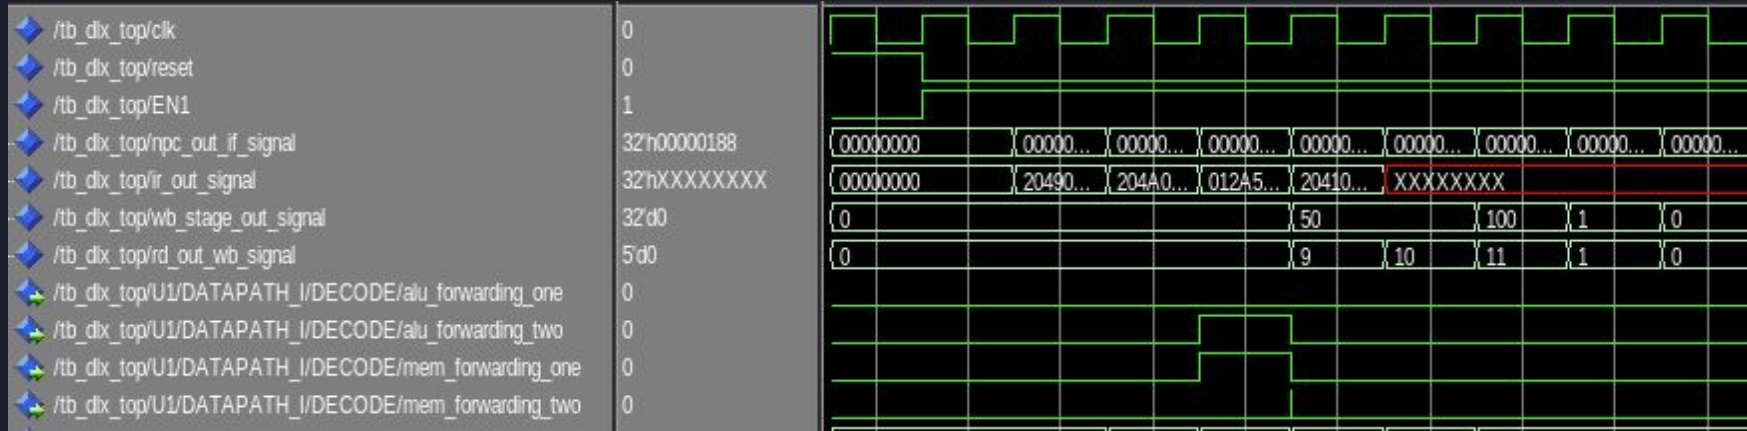 /tb_dlx_top/clk 0
/tb_dlx_top/reset 0
/tb_dlx_top/EN1 1
/tb_dlx_top/npc_out_if_signal 32'h00000188 00000000 00000... 00000... 00000... 00000... 00000... 00000... 00000... 00000...
/tb_dlx_top/ir_out_signal 32'hXXXXXXXX 00000000 20490... 204A0... 012A5... 20410... XXXXXXXX
/tb_dlx_top/wb_stage_out_signal 32'd0 0 50 100 1 0
/tb_dlx_top/rd_out_wb_signal 5'd0 0 9 10 11 1 0
/tb_dlx_top/U1/DATAPATH_I/DECODE/alu_forwarding_one 0
/tb_dlx_top/U1/DATAPATH_I/DECODE/alu_forwarding_two 0
/tb_dlx_top/U1/DATAPATH_I/DECODE/mem_forwarding_one 0
/tb_dlx_top/U1/DATAPATH_I/DECODE/mem_forwarding_two 0